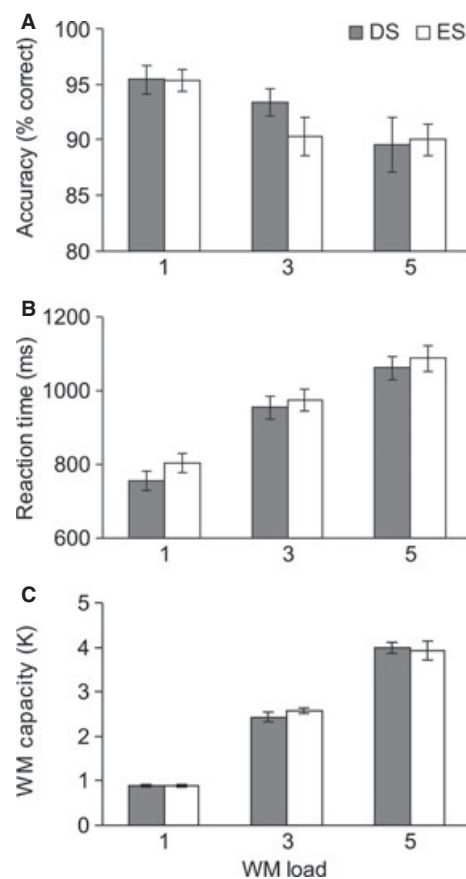 A
DS ES
Accuracy (% correct)
100
95
90
85
80
1 3 5
B
Reaction time (ms)
1200
1000
800
600
1 3 5
C
WM capacity (K)
5
4
3
2
1
0
1 3 5
WM load